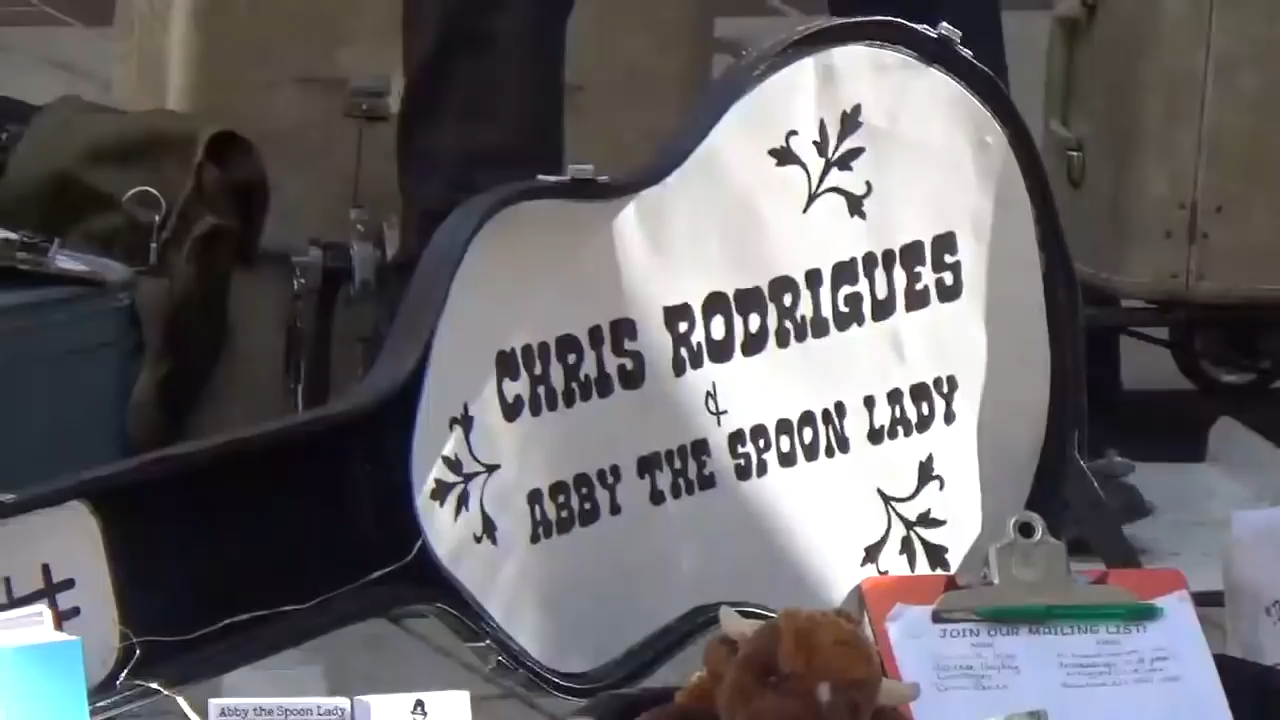 CHRIS RODRIGUES
&
ABBY THE SPOON LADY
JOIN OUR MAILING LIST!
Abby the Spoon Lady